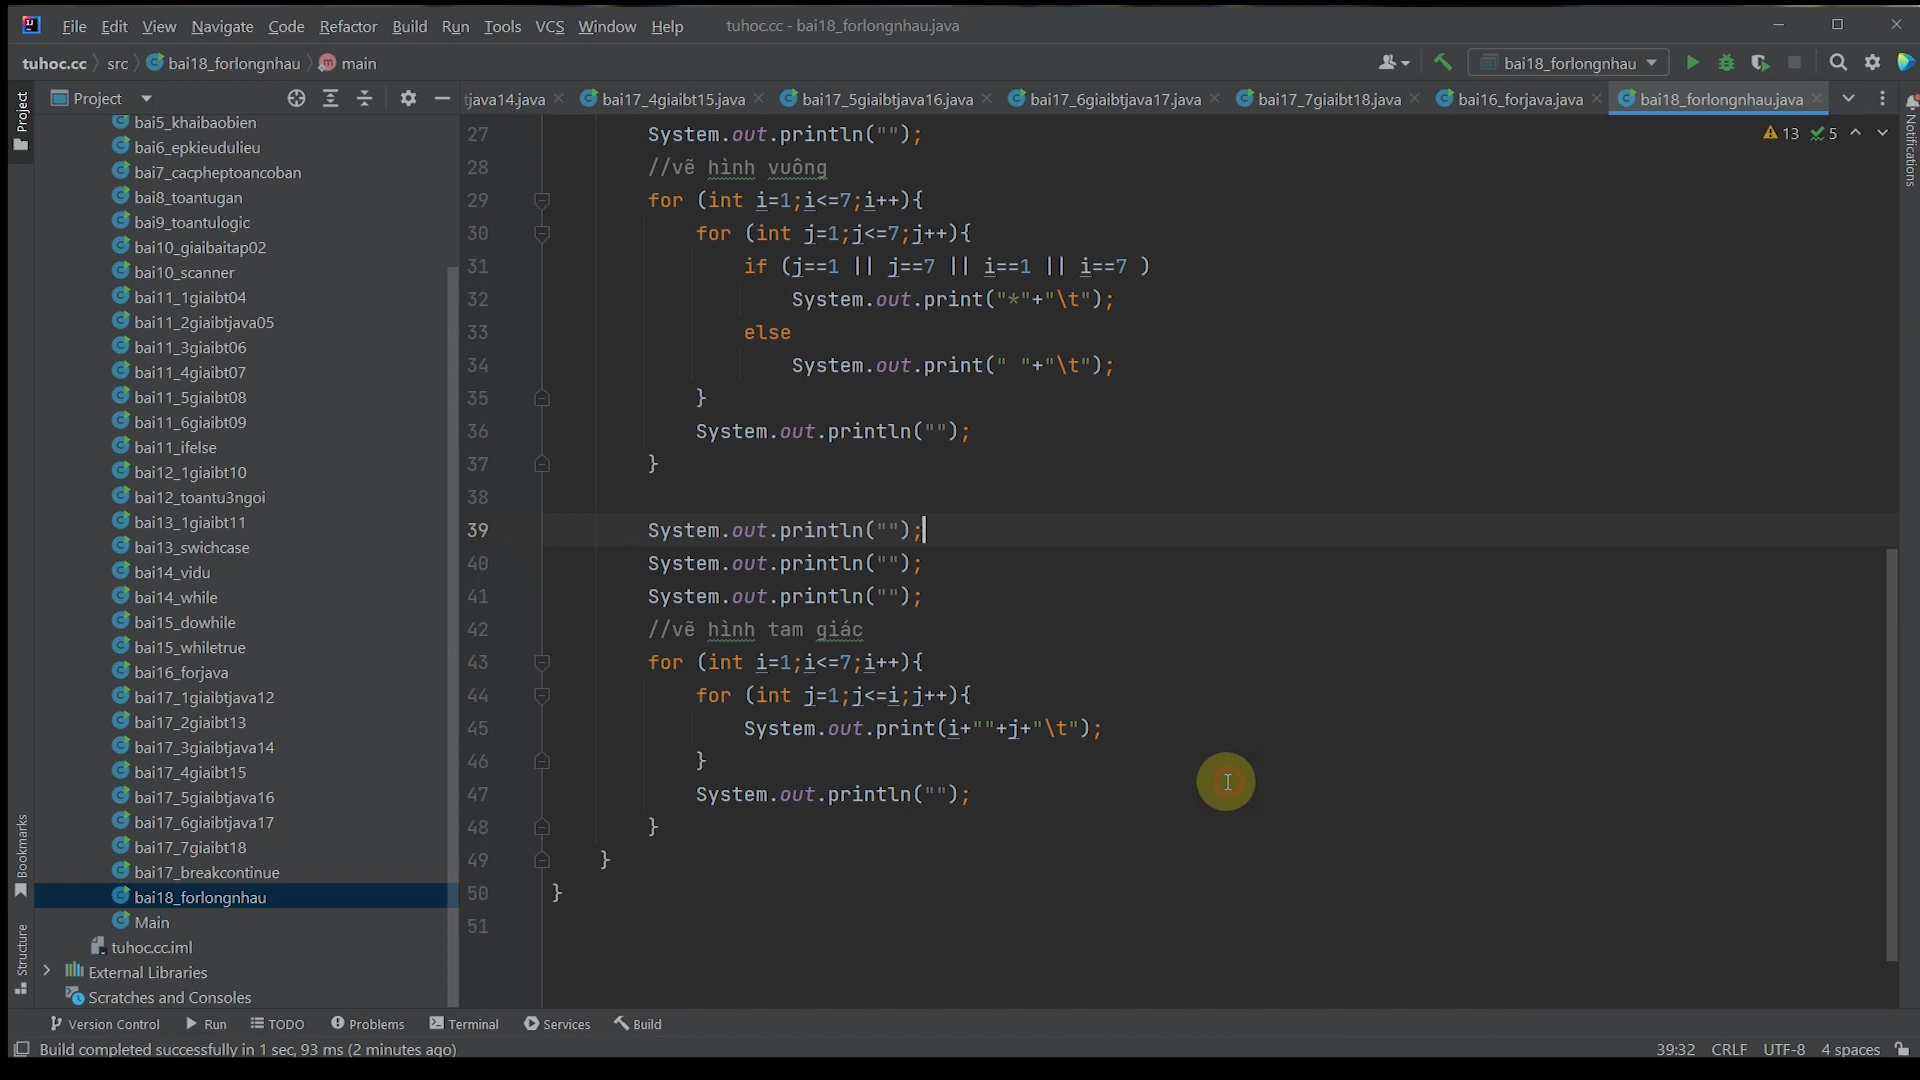 File Edit View Navigate Code Refactor Build Run Tools VCS Window Help tuhoc.cc - bai18_forlongnhau.java
tuhoc.cc src bai18_forlongnhau main bai18_forlongnhau
Project tjava14.java bai17_4giaibt15.java bai17_5giaibtjava16.java bai17_6giaibtjava17.java bai17_7giaibt18.java bai16_forjava.java bai18_forlongnhau.java
Project
Notifications
13 5
bai5_khaibaobien
bai6_epkieudulieu
bai7_cacpheptoancoban
bai8_toantugan
bai9_toantulogic
bai10_giaibaitap02
bai10_scanner
bai11_1giaibt04
bai11_2giaibtjava05
bai11_3giaibt06
bai11_4giaibt07
bai11_5giaibt08
bai11_6giaibt09
bai11_ifelse
bai12_1giaibt10
bai12_toantu3ngoi
bai13_1giaibt11
bai13_swichcase
bai14_vidu
bai14_while
bai15_dowhile
bai15_whiletrue
bai16_forjava
bai17_1giaibtjava12
bai17_2giaibt13
bai17_3giaibtjava14
bai17_4giaibt15
bai17_5giaibtjava16
bai17_6giaibtjava17
bai17_7giaibt18
bai17_breakcontinue
bai18_forlongnhau
Main
tuhoc.cc.iml
External Libraries
Scratches and Consoles
Bookmarks
Structure
27 System.out.println("");
28 //vẽ hình vuông
29 for (int i=1;i<=7;i++){
30 for (int j=1;j<=7;j++){
31 if (j==1 || j==7 || i==1 || i==7 )
32 System.out.print("*"+"\t");
33 else
34 System.out.print(" "+"\t");
35 }
36 System.out.println("");
37 }
38
39 System.out.println("");
40 System.out.println("");
41 System.out.println("");
42 //vẽ hình tam giác
43 for (int i=1;i<=7;i++){
44 for (int j=1;j<=i;j++){
45 System.out.print(i+""+j+"\t");
46 }
47 System.out.println("");
48 }
49 }
50 }
51
Version Control Run TODO Problems Terminal Services Build
Build completed successfully in 1 sec, 93 ms (2 minutes ago) 39:32 CRLF UTF-8 4 spaces